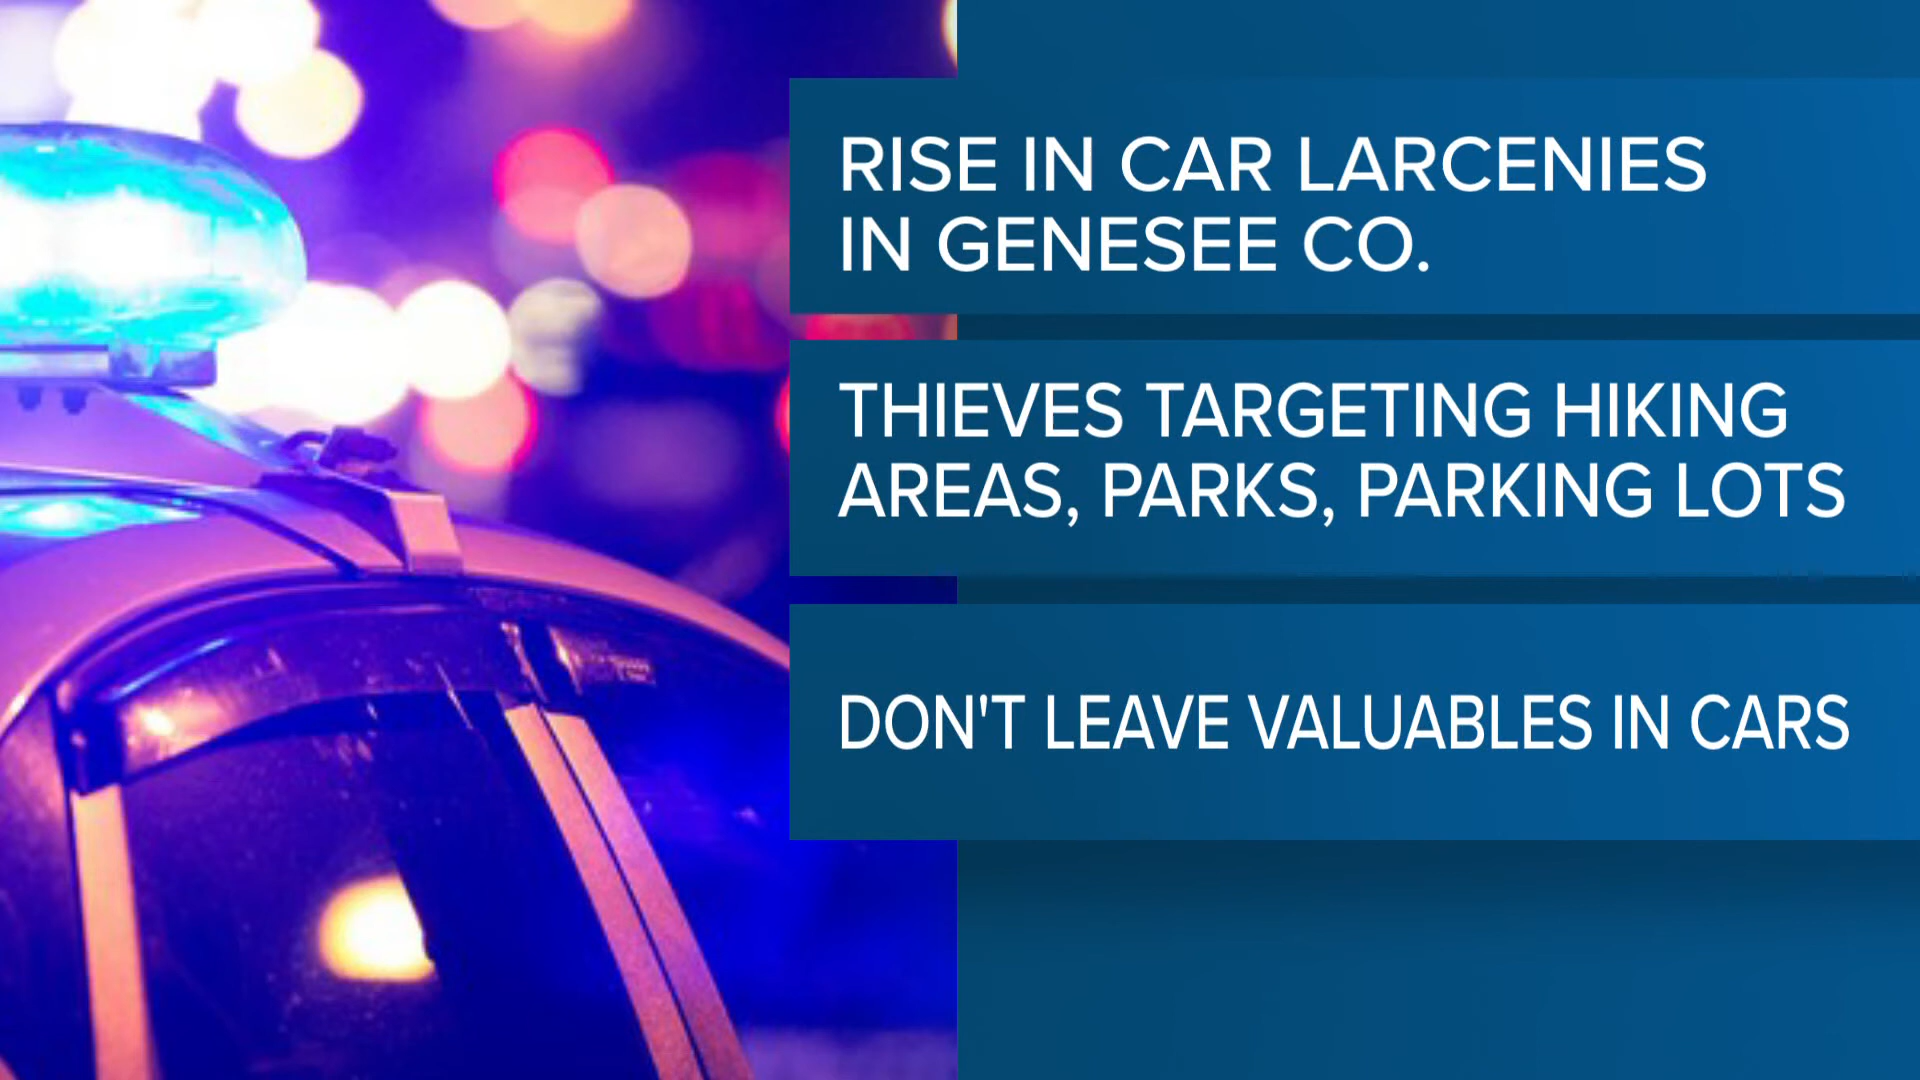 RISE IN CAR LARCENIES
IN GENESEE CO.
THIEVES TARGETING HIKING
AREAS, PARKS, PARKING LOTS
DON'T LEAVE VALUABLES IN CARS